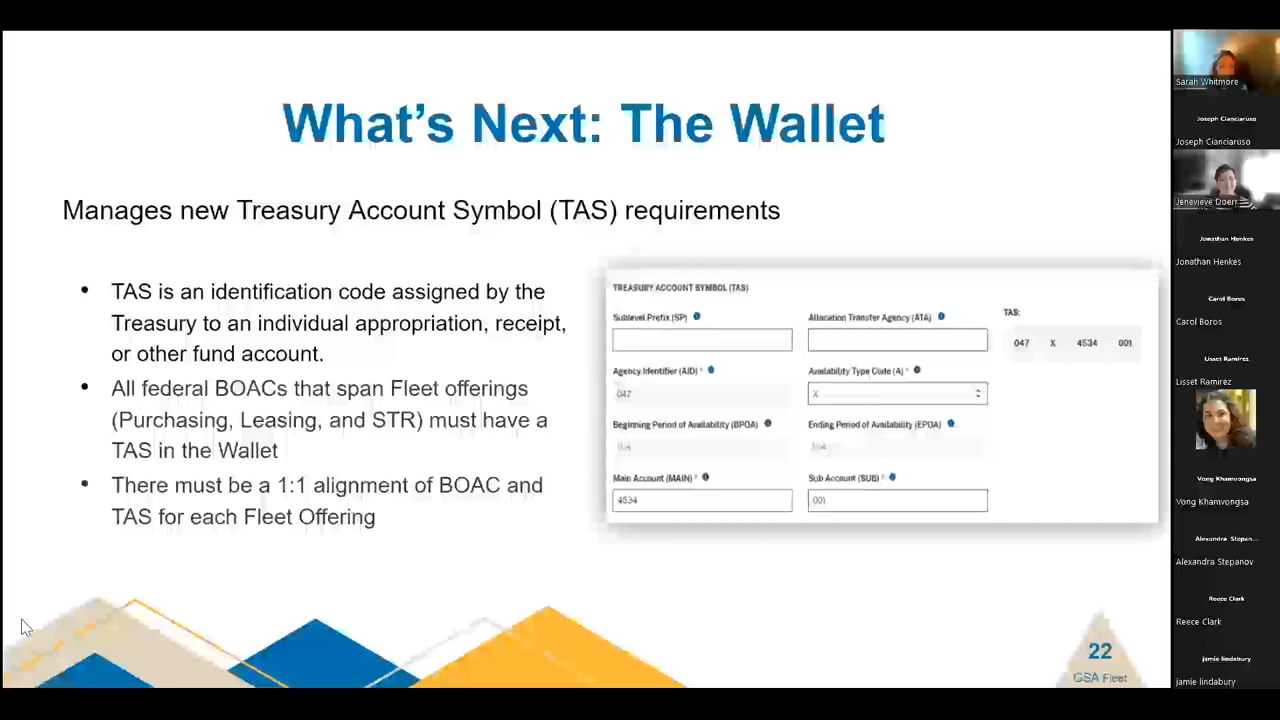 What's Next: The Wallet
Manages new Treasury Account Symbol (TAS) requirements
• TAS is an identification code assigned by the
Treasury to an individual appropriation, receipt,
or other fund account.
• All federal BOACs that span Fleet offerings
(Purchasing, Leasing, and STR) must have a
TAS in the Wallet
• There must be a 1:1 alignment of BOAC and
TAS for each Fleet Offering
TREASURY ACCOUNT SYMBOL (TAS)
Sublevel Prefix (SP)
Allocation Transfer Agency (ATA)
TAS:
047 X 4534 001
Agency Identifier (AID) *
Availability Type Code (A) *
047
X
Beginning Period of Availability (BPOA)
Ending Period of Availability (EPOA)
Main Account (MAIN) *
Sub Account (SUB) *
4534
001
22
GSA Fleet
Sarah Whitmore
Joseph Cianciaruso
Joseph Cianciaruso
Jenevieve Doerr
Jonathan Henkes
Jonathan Henkes
Carol Boros
Carol Boros
Lisset Ramirez
Lisset Ramirez
Vong Khamvongsa
Vong Khamvongsa
Alexandra Stepan...
Alexandra Stepanov
Reece Clark
Reece Clark
jamie lindabury
jamie lindabury